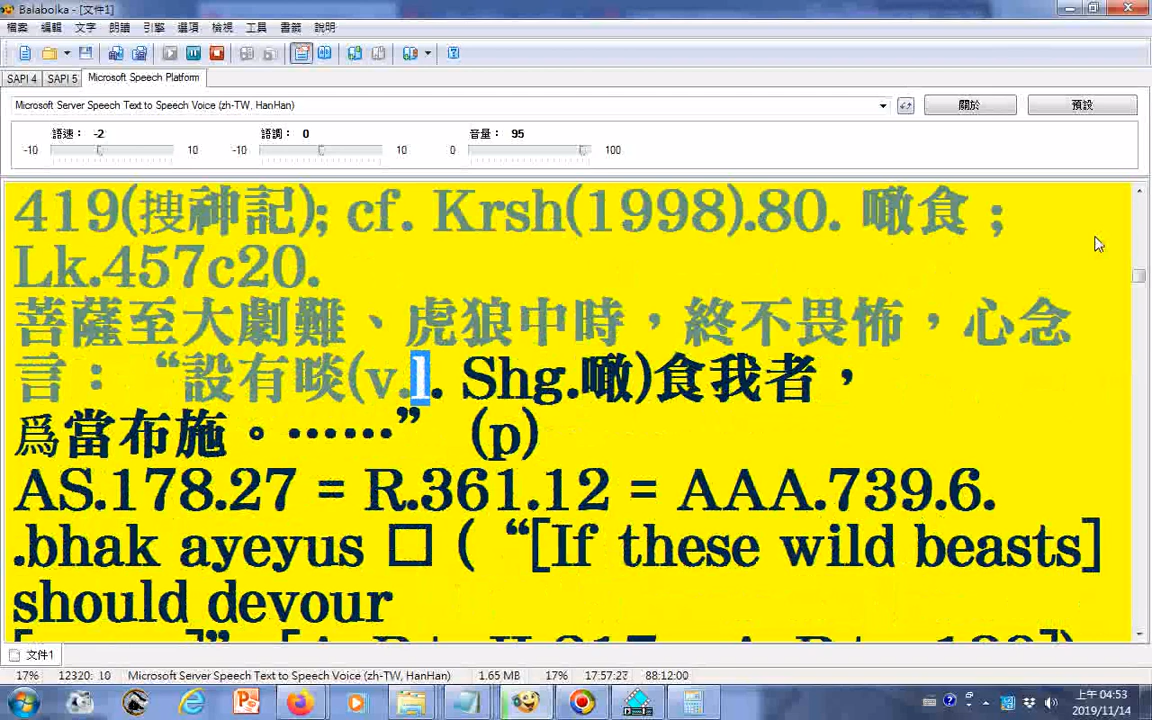 Balabolka - [文件1]
檔案 編輯 文字 朗讀 引擎 選項 檢視 工具 書籤 說明
SAPI 4 SAPI 5 Microsoft Speech Platform
Microsoft Server Speech Text to Speech Voice (zh-TW, HanHan) 關於 預設
語速： -2 語調： 0 音量： 95
-10 10 -10 10 0 100
419(搜神記); cf. Krsh(1998).80. 噉食；
Lk.457c20.
菩薩至大劇難、虎狼中時，終不畏怖，心念
言：“設有啖(v.l. Shg.噉)食我者，
爲當布施。……” (p)
AS.178.27 = R.361.12 = AAA.739.6.
.bhak ayeyus □ (“[If these wild beasts]
should devour
文件1
17% 12320: 10 Microsoft Server Speech Text to Speech Voice (zh-TW, HanHan) 1.65 MB 17% 17:57:27 88:12:00
上午 04:53
2019/11/14